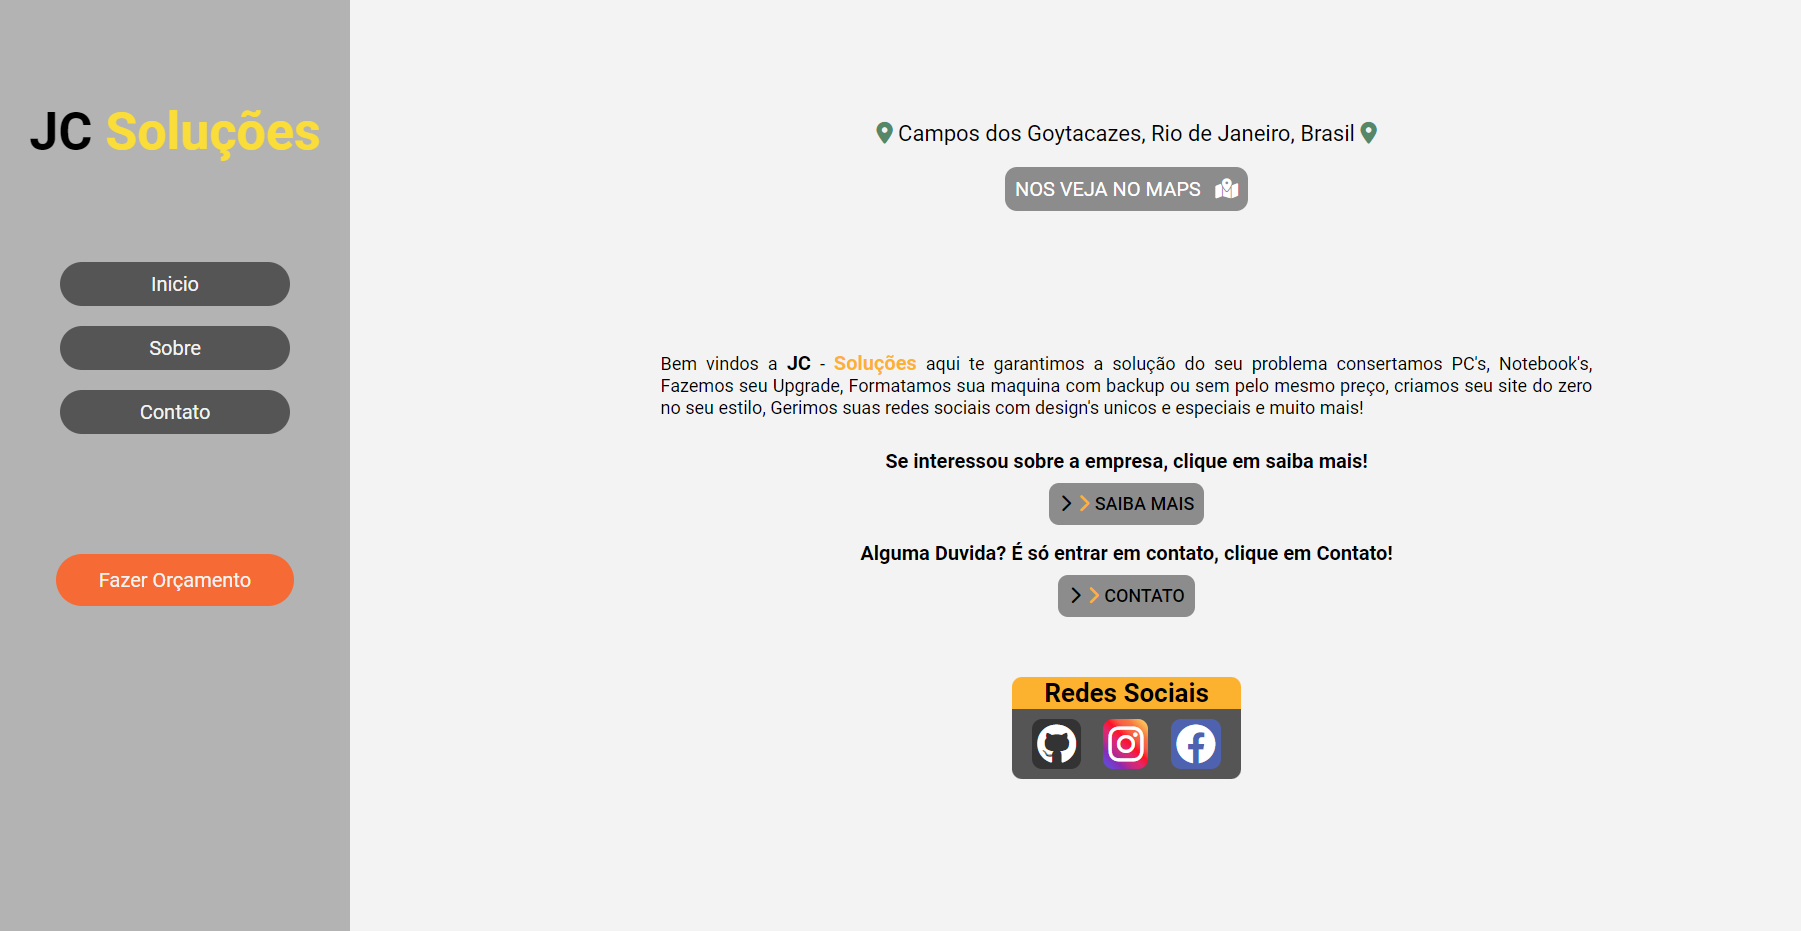 JC Soluções
Inicio
Sobre
Contato
Fazer Orçamento
Campos dos Goytacazes, Rio de Janeiro, Brasil
NOS VEJA NO MAPS
Bem vindos a JC - Soluções aqui te garantimos a solução do seu problema consertamos PC's, Notebook's,
Fazemos seu Upgrade, Formatamos sua maquina com backup ou sem pelo mesmo preço, criamos seu site do zero
no seu estilo, Gerimos suas redes sociais com design's unicos e especiais e muito mais!
Se interessou sobre a empresa, clique em saiba mais!
SAIBA MAIS
Alguma Duvida? É só entrar em contato, clique em Contato!
CONTATO
Redes Sociais